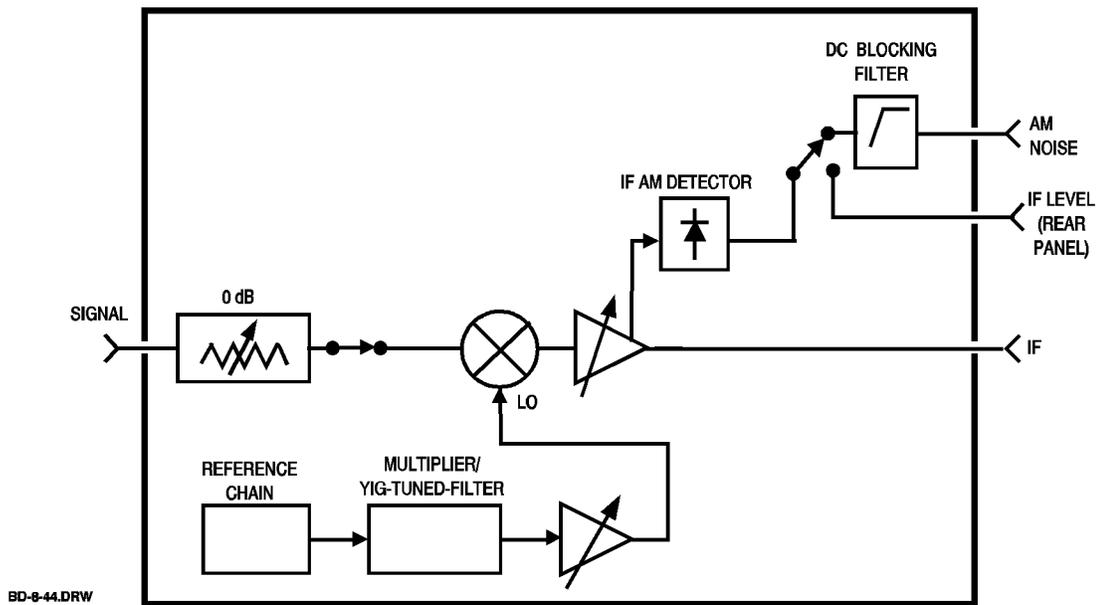 DC BLOCKING
FILTER
AM
NOISE
IF AM DETECTOR
IF LEVEL
(REAR
PANEL)
0 dB
SIGNAL
IF
LO
REFERENCE
CHAIN
MULTIPLIER/
YIG-TUNED-FILTER
BD-8-44.DRW